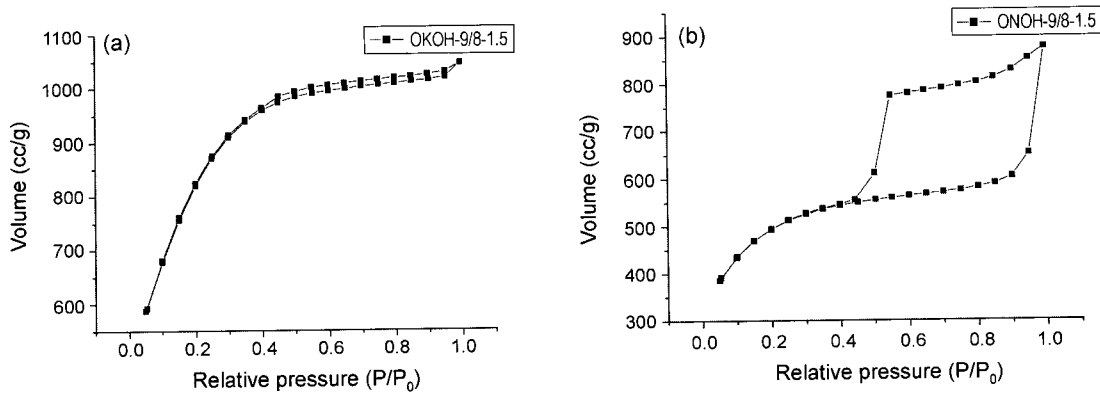 (a)
OKOH-9/8-1.5
1100
1000
900
800
700
600
Volume (cc/g)
0.0 0.2 0.4 0.6 0.8 1.0
Relative pressure (P/P0)
(b)
ONOH-9/8-1.5
900
800
700
600
500
400
300
Volume (cc/g)
0.0 0.2 0.4 0.6 0.8 1.0
Relative pressure (P/P0)